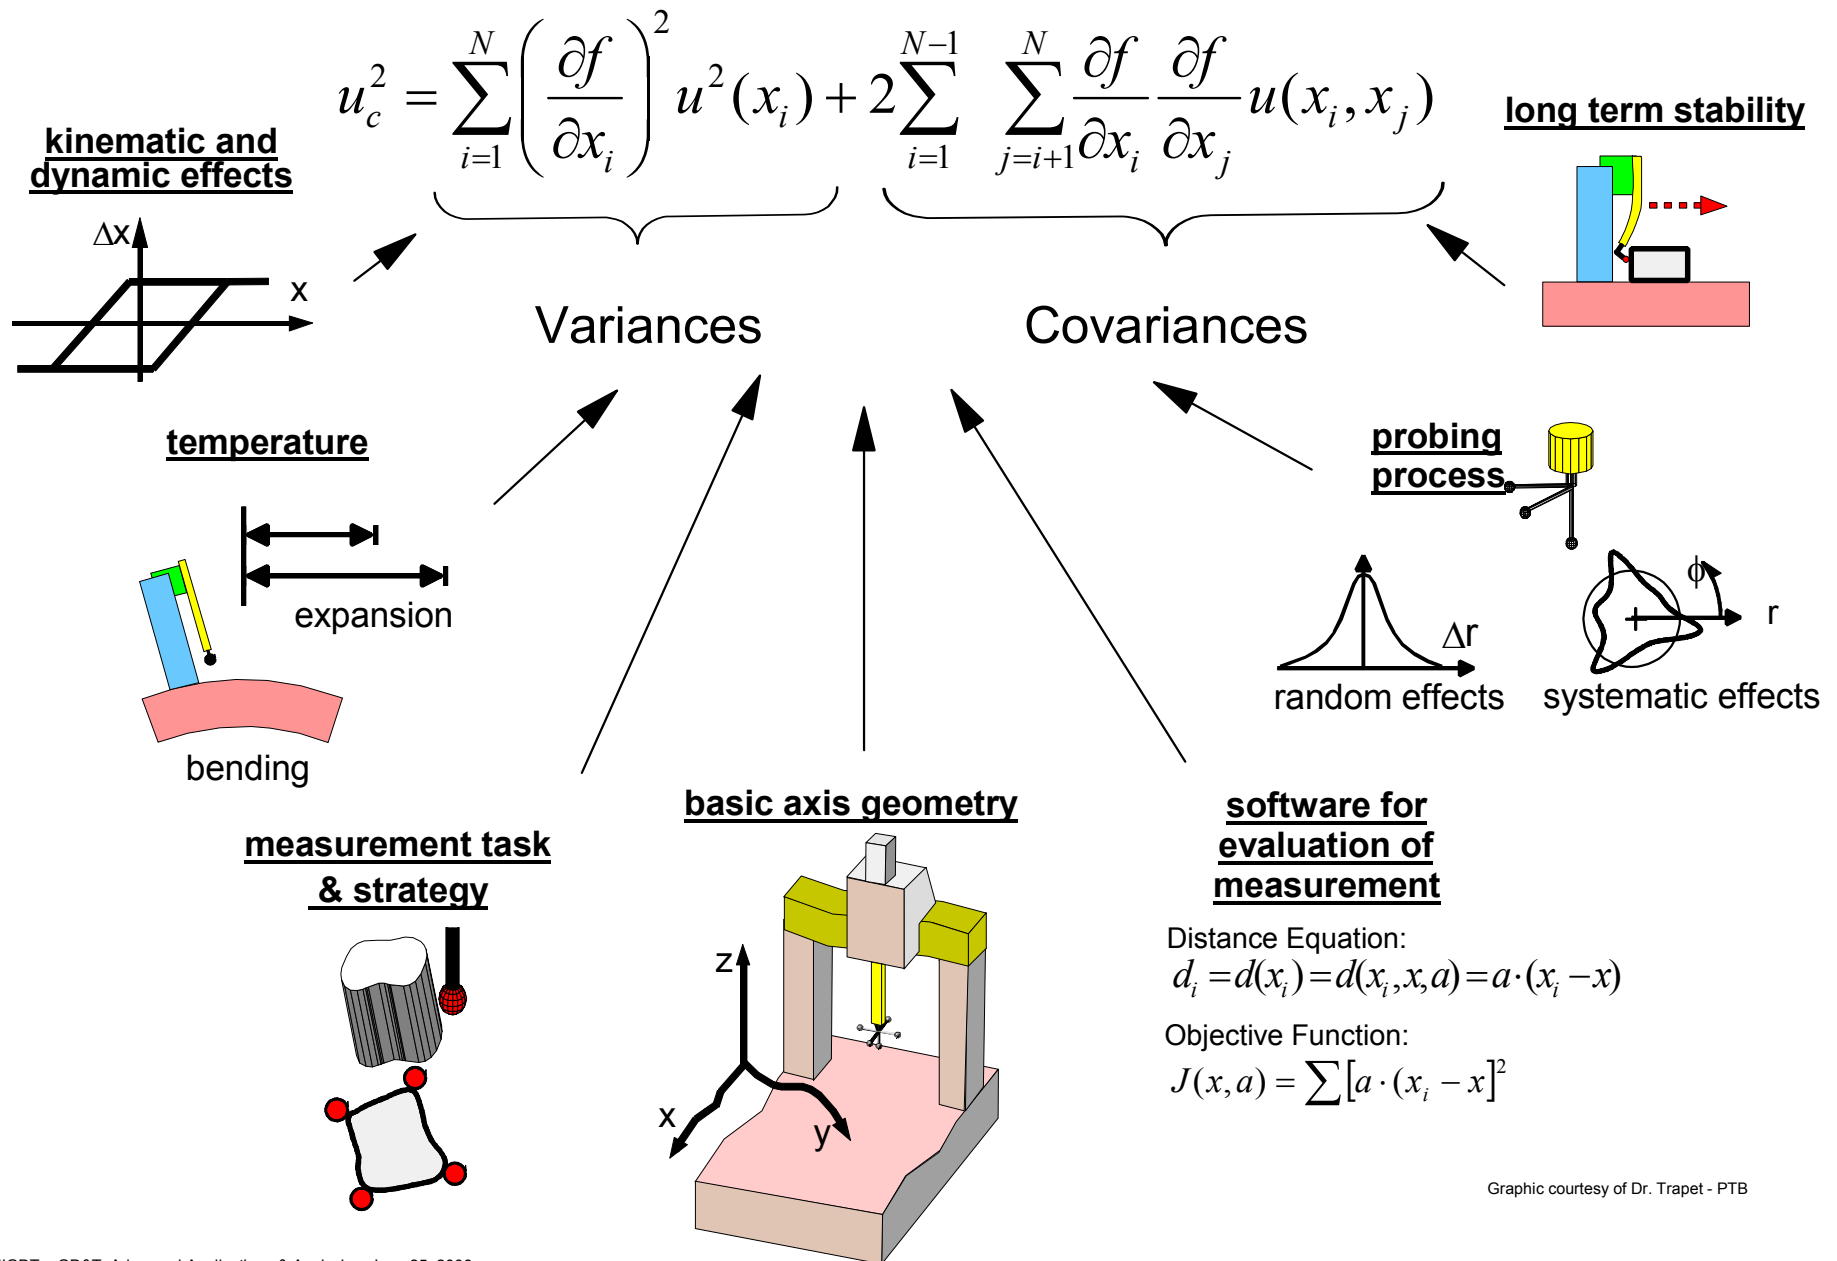 u_c^2 = \sum_{i=1}^{N} \left( \frac{\partial f}{\partial x_i} \right)^2 u^2(x_i) + 2 \sum_{i=1}^{N-1} \sum_{j=i+1}^{N} \frac{\partial f}{\partial x_i} \frac{\partial f}{\partial x_j} u(x_i, x_j)
kinematic and
dynamic effects
Δx
x
Variances
Covariances
long term stability
temperature
expansion
bending
probing
process
Δr
random effects
ϕ
r
systematic effects
measurement task
& strategy
basic axis geometry
z
x
y
software for
evaluation of
measurement
Distance Equation:
d_i = d(x_i) = d(x_i, x, a) = a · (x_i − x)
Objective Function:
J(x, a) = ∑ [a · (x_i − x]²
Graphic courtesy of Dr. Trapet - PTB